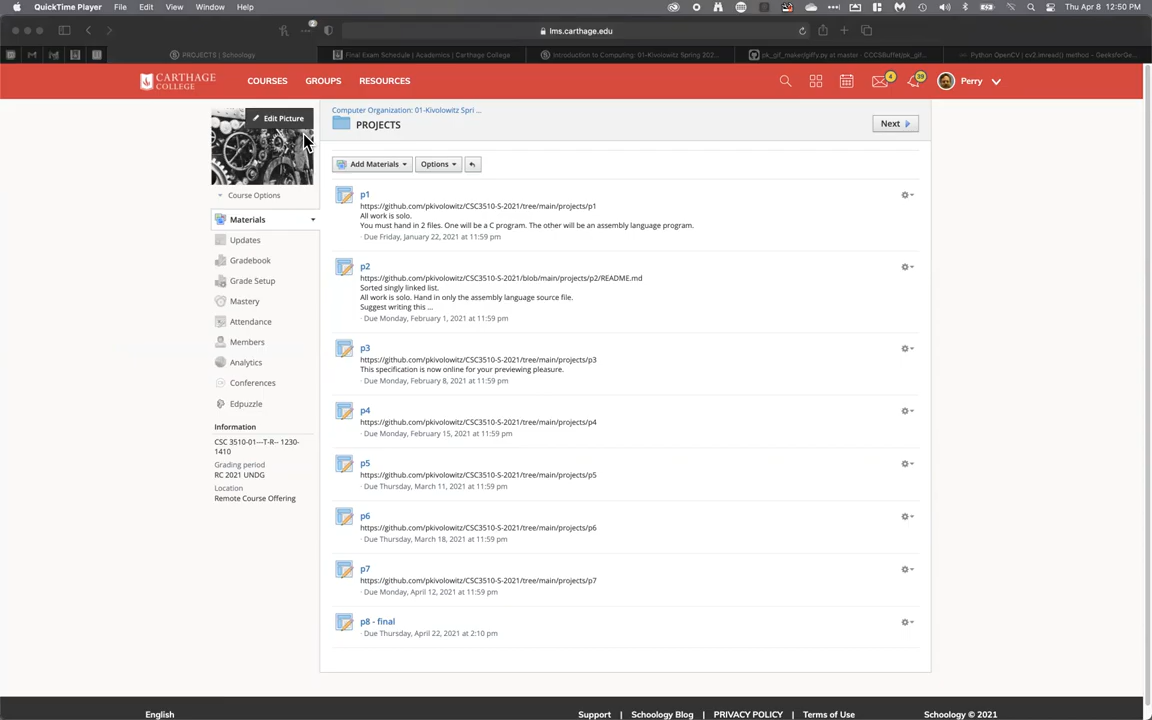 QuickTime Player File Edit View Window Help
Thu Apr 8 12:50 PM
2
lms.carthage.edu
PROJECTS | Schoology
Final Exam Schedule | Academics | Carthage College
Introduction to Computing: 01-Kivolowitz Spring 202...
pk_gif_maker/giffy.py at master · CCCSBuffet/pk_gif...
Python OpenCV | cv2.imread() method - GeeksforGe...
CARTHAGE COLLEGE
COURSES GROUPS RESOURCES
4
39
Perry
Edit Picture
Computer Organization: 01-Kivolowitz Spri ...
PROJECTS
Next
Course Options
Materials
Updates
Gradebook
Grade Setup
Mastery
Attendance
Members
Analytics
Conferences
Edpuzzle
Information
CSC 3510-01---T-R-- 1230-
1410
Grading period
RC 2021 UNDG
Location
Remote Course Offering
Add Materials Options
p1
https://github.com/pkivolowitz/CSC3510-S-2021/tree/main/projects/p1
All work is solo.
You must hand in 2 files. One will be a C program. The other will be an assembly language program.
· Due Friday, January 22, 2021 at 11:59 pm
p2
https://github.com/pkivolowitz/CSC3510-S-2021/blob/main/projects/p2/README.md
Sorted singly linked list.
All work is solo. Hand in only the assembly language source file.
Suggest writing this ...
· Due Monday, February 1, 2021 at 11:59 pm
p3
https://github.com/pkivolowitz/CSC3510-S-2021/tree/main/projects/p3
This specification is now online for your previewing pleasure.
· Due Monday, February 8, 2021 at 11:59 pm
p4
https://github.com/pkivolowitz/CSC3510-S-2021/tree/main/projects/p4
· Due Monday, February 15, 2021 at 11:59 pm
p5
https://github.com/pkivolowitz/CSC3510-S-2021/tree/main/projects/p5
· Due Thursday, March 11, 2021 at 11:59 pm
p6
https://github.com/pkivolowitz/CSC3510-S-2021/tree/main/projects/p6
· Due Thursday, March 18, 2021 at 11:59 pm
p7
https://github.com/pkivolowitz/CSC3510-S-2021/tree/main/projects/p7
· Due Monday, April 12, 2021 at 11:59 pm
p8 - final
· Due Thursday, April 22, 2021 at 2:10 pm
English
Support | Schoology Blog | PRIVACY POLICY | Terms of Use
Schoology © 2021